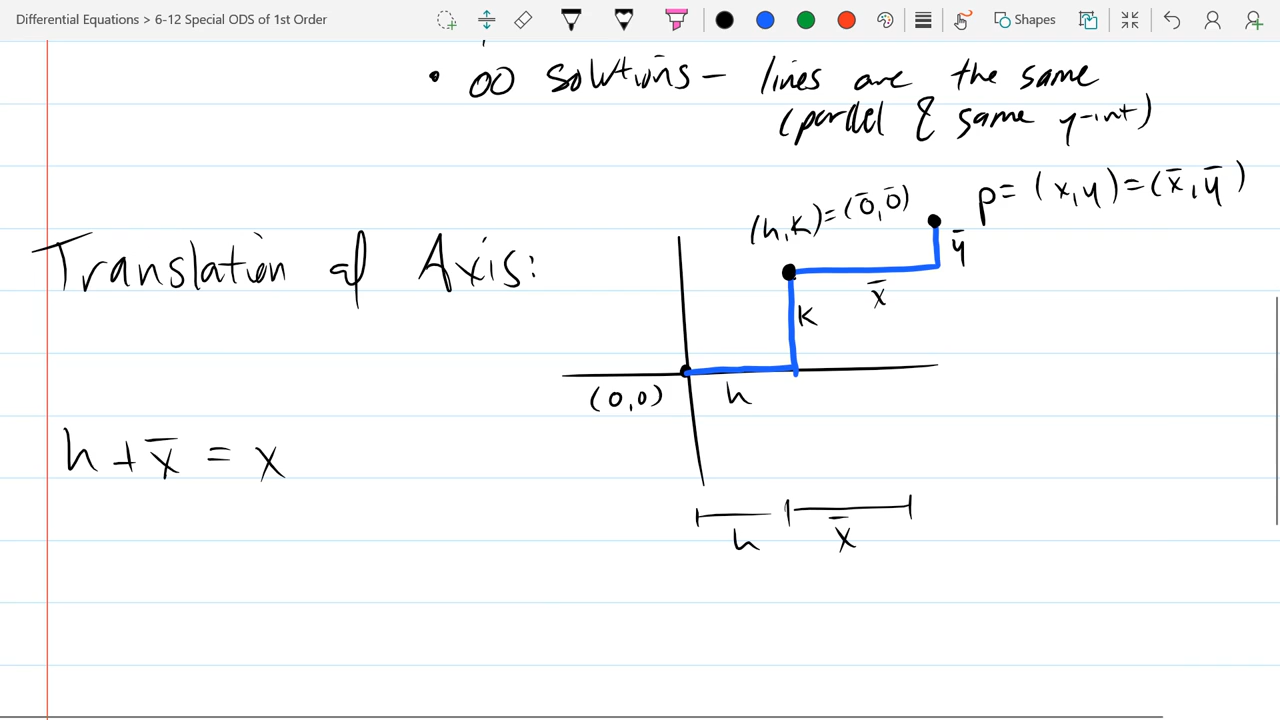 Differential Equations > 6-12 Special ODS of 1st Order
Shapes
• ∞ solutions – lines are the same
(parallel & same y-int)
Translation of Axis:
(h,k)=(0̄,0̄)
p= (x,y)=(x̄,ȳ)
ȳ
x̄
k
(0,0)
h
h + x̄ = x
h
x̄